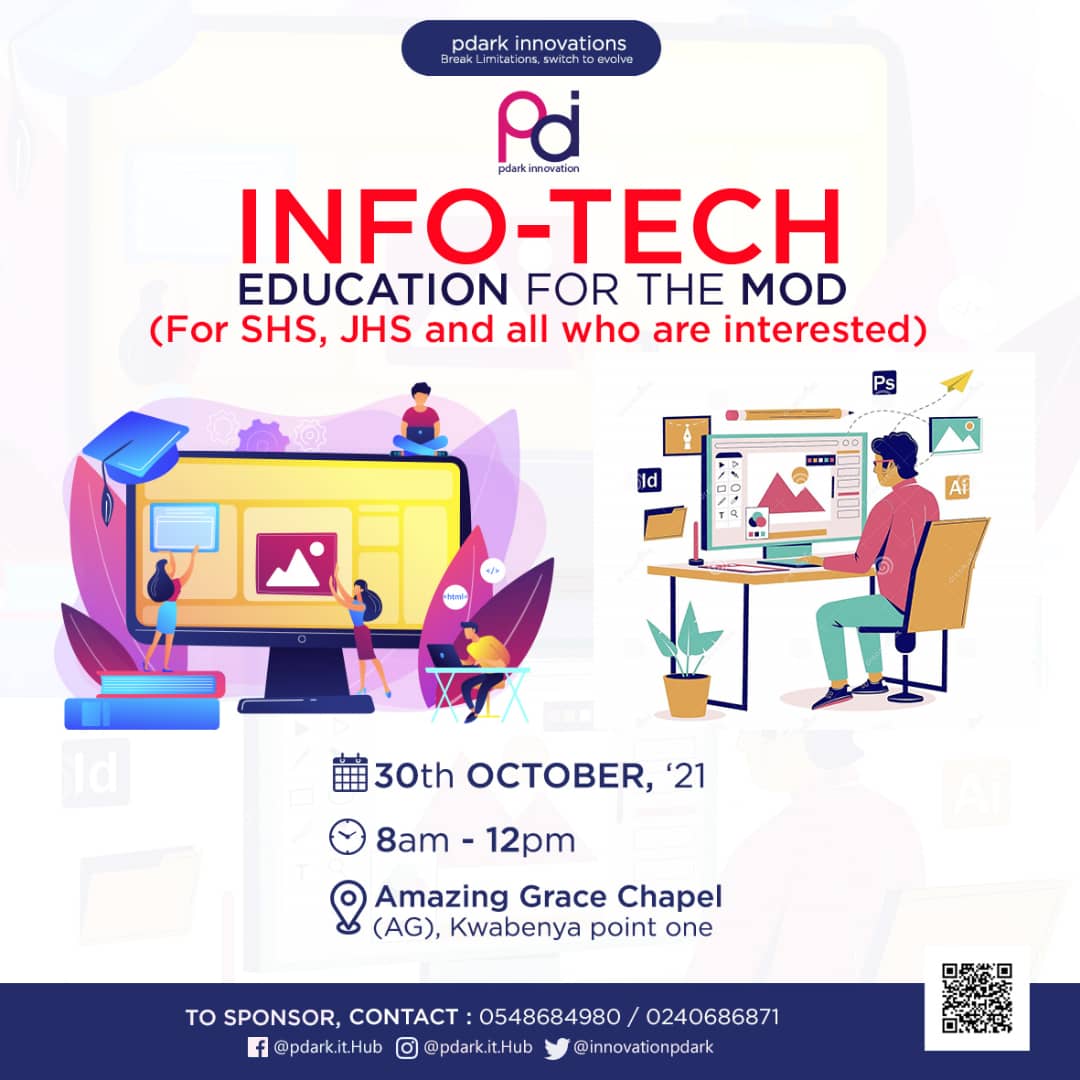 pdark innovations
Break Limitations, switch to evolve
pdi
pdark innovation
INFO-TECH
EDUCATION FOR THE MOD
(For SHS, JHS and all who are interested)
Ps
Id
Ai
T
</>
<html>
30th OCTOBER, ‘21
8am - 12pm
Amazing Grace Chapel
(AG), Kwabenya point one
Id
Ai
T
TO SPONSOR, CONTACT : 0548684980 / 0240686871
@pdark.it.Hub @pdark.it.Hub @innovationpdark